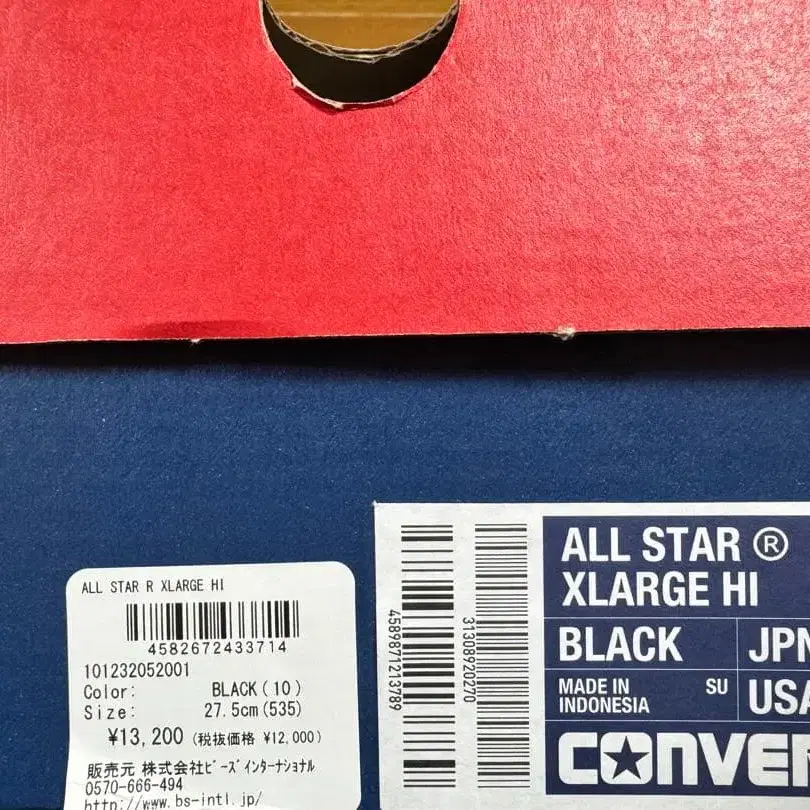 ALL STAR R XLARGE HI
4582672433714
101232052001
Color: BLACK(10)
Size: 27.5cm(535)
¥13,200 (税抜価格 ¥12,000)
販売元 株式会社ビーズインターナショナル
0570-666-494
http://www.bs-intl.jp/
4589871213789
31308920270
ALL STAR ®
XLARGE HI
BLACK JPN
MADE IN INDONESIA SU USA
CONVER